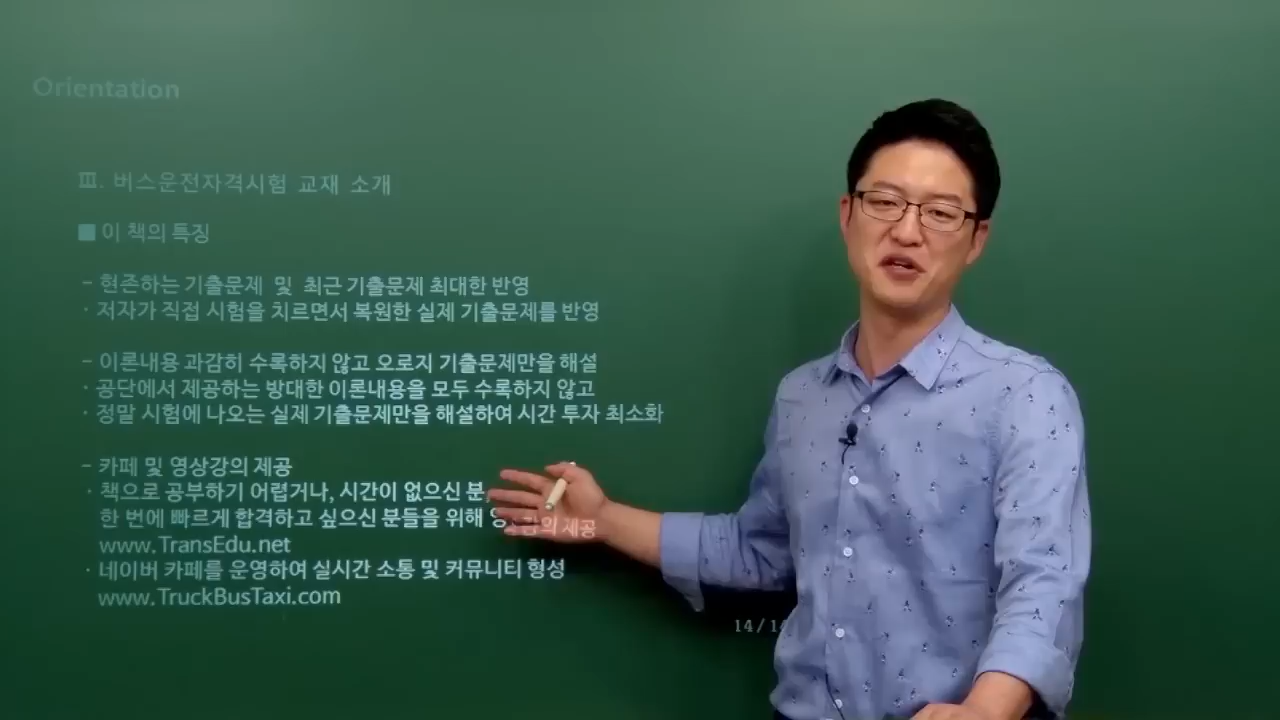 Orientation
Ⅲ. 버스운전자격시험 교재 소개
■ 이 책의 특징
- 현존하는 기출문제 및 최근 기출문제 최대한 반영
· 저자가 직접 시험을 치르면서 복원한 실제 기출문제를 반영
- 이론내용 과감히 수록하지 않고 오로지 기출문제만을 해설
· 공단에서 제공하는 방대한 이론내용을 모두 수록하지 않고
· 정말 시험에 나오는 실제 기출문제만을 해설하여 시간 투자 최소화
- 카페 및 영상강의 제공
· 책으로 공부하기 어렵거나, 시간이 없으신 분,
한 번에 빠르게 합격하고 싶으신 분들을 위해 제공
www.TransEdu.net
· 네이버 카페를 운영하여 실시간 소통 및 커뮤니티 형성
www.TruckBusTaxi.com
14/14